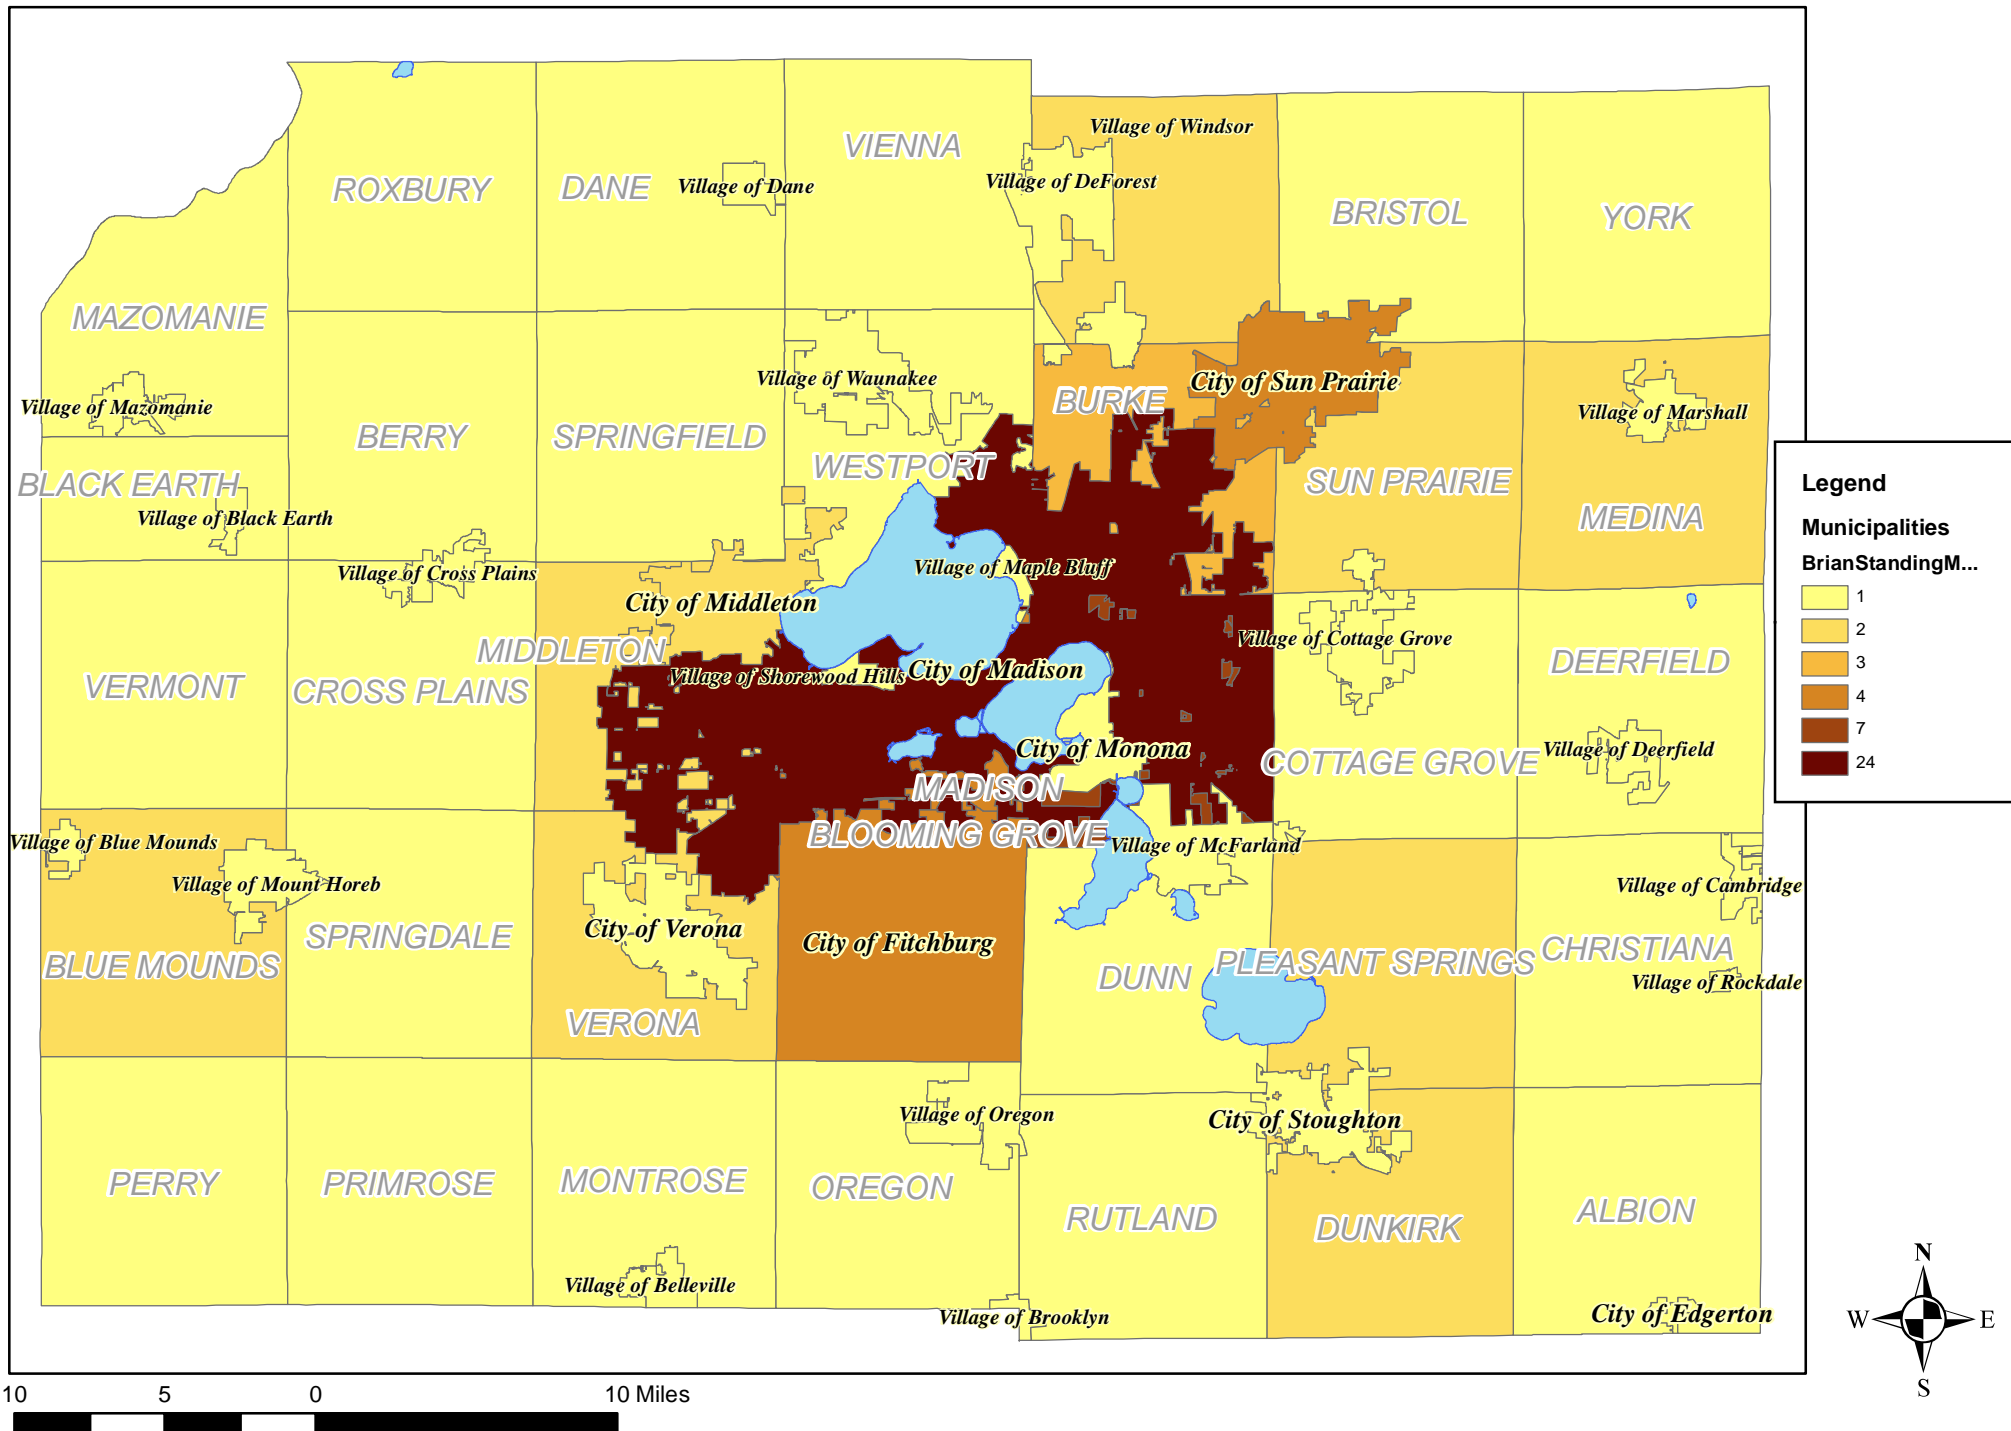 Village of Windsor
VIENNA
Village of DeForest
ROXBURY
DANE
Village of Dane
BRISTOL
YORK
MAZOMANIE
Village of Waunakee
City of Sun Prairie
BURKE
Village of Mazomanie
Village of Marshall
BERRY
SPRINGFIELD
WESTPORT
SUN PRAIRIE
BLACK EARTH
Village of Black Earth
MEDINA
Village of Cross Plains
Village of Maple Bluff
City of Middleton
MIDDLETON
Village of Cottage Grove
DEERFIELD
Village of Shorewood Hills
City of Madison
VERMONT
CROSS PLAINS
City of Monona
COTTAGE GROVE
Village of Deerfield
MADISON
BLOOMING GROVE
Village of McFarland
Village of Blue Mounds
Village of Mount Horeb
Village of Cambridge
SPRINGDALE
City of Verona
City of Fitchburg
BLUE MOUNDS
DUNN
PLEASANT SPRINGS
CHRISTIANA
Village of Rockdale
VERONA
Village of Oregon
City of Stoughton
PERRY
PRIMROSE
MONTROSE
OREGON
RUTLAND
DUNKIRK
ALBION
Village of Belleville
Village of Brooklyn
City of Edgerton
Legend
Municipalities
BrianStandingM...
1
2
3
4
7
24
N
W
E
S
10 5 0 10 Miles